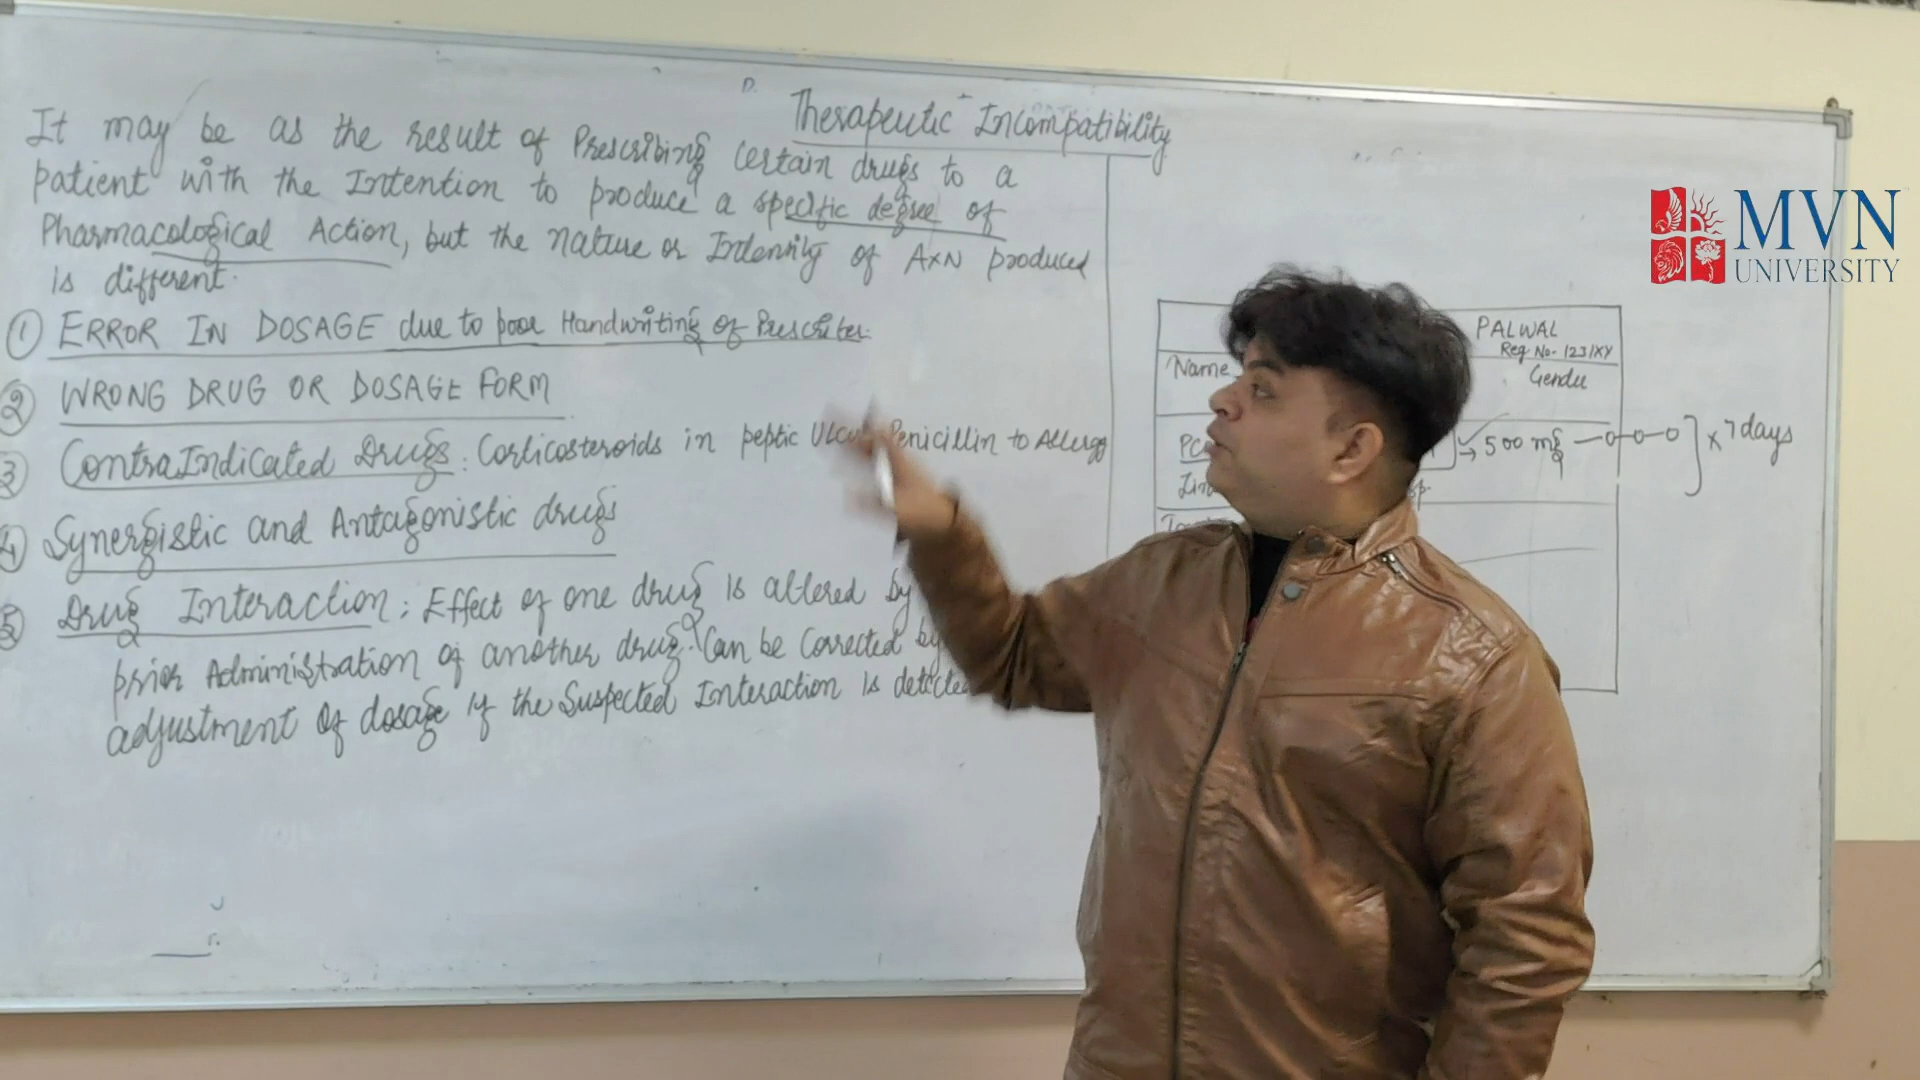 Therapeutic Incompatibility
It may be as the result of Prescribing certain drugs to a
patient with the Intention to produce a specific degree of
Pharmacological Action, but the nature or Intensity of AxN produced
is different.
① ERROR IN DOSAGE due to poor Handwriting of Prescriber.
② WRONG DRUG OR DOSAGE FORM
③ ContraIndicated Drugs: Corticosteroids in peptic Penicillin to Allergy
④ Synergistic and Antagonistic drugs
⑤ Drug Interaction: Effect of one drug is altered by
prior Administration of another drug. Can be corrected by
adjustment of dosage if the Suspected Interaction is detected
PALWAL
Reg No- 123/XY
Name
Gender
500 mg
x 7 days
MVN
UNIVERSITY